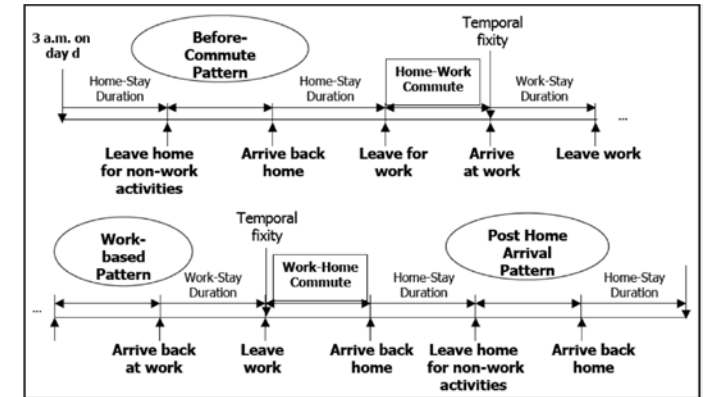 3 a.m. on
day d
Before-
Commute
Pattern
Temporal
fixity
Home-Stay
Duration
Home-Stay
Duration
Home-Work
Commute
Work-Stay
Duration
...
Leave home
for non-work
activities
Arrive back
home
Leave for
work
Arrive
at work
Leave work
Work-
based
Pattern
Temporal
fixity
Post Home
Arrival
Pattern
Work-Stay
Duration
Work-Home
Commute
Home-Stay
Duration
Home-Stay
Duration
...
Arrive back
at work
Leave
work
Arrive back
home
Leave home
for non-work
activities
Arrive back
home